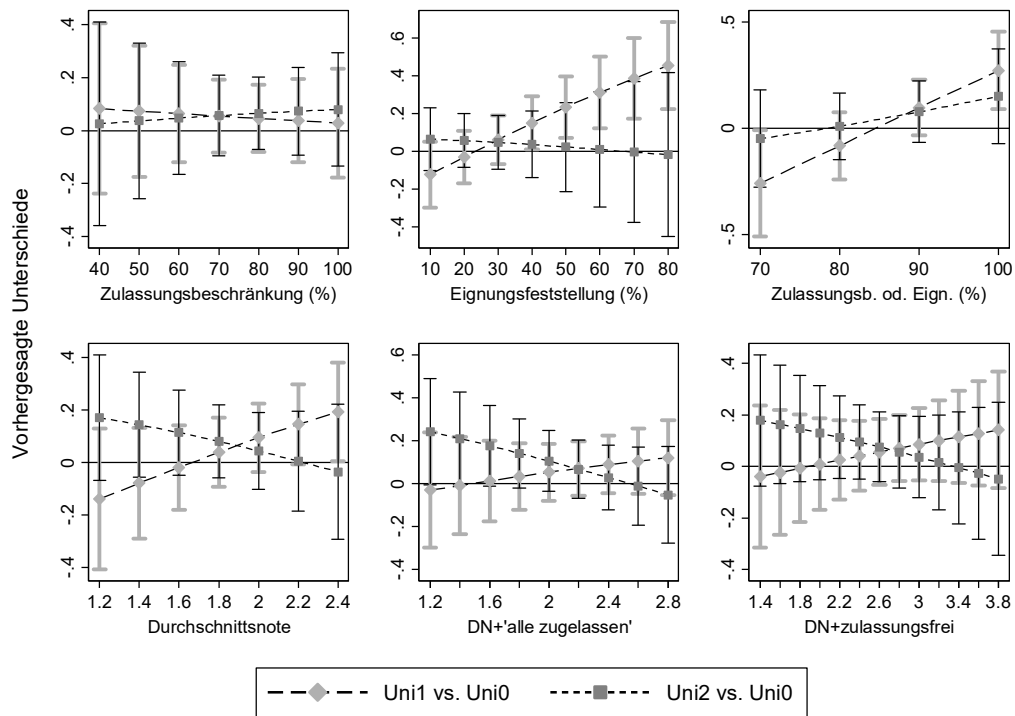 Vorhergesagte Unterschiede
.4
.2
0
-.2
-.4
40 50 60 70 80 90 100
Zulassungsbeschränkung (%)
.6
.4
.2
0
-.2
-.4
10 20 30 40 50 60 70 80
Eignungsfeststellung (%)
.5
0
-.5
70 80 90 100
Zulassungsb. od. Eign. (%)
.4
.2
0
-.2
-.4
1.2 1.4 1.6 1.8 2 2.2 2.4
Durchschnittsnote
.6
.4
.2
0
-.2
-.4
1.2 1.6 2 2.4 2.8
DN+'alle zugelassen'
.4
.2
0
-.2
-.4
1.4 1.8 2.2 2.6 3 3.4 3.8
DN+zulassungsfrei
Uni1 vs. Uni0 Uni2 vs. Uni0